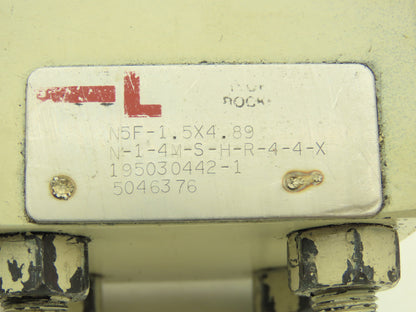 L
ROCK
N5F-1.5X4.89
N-1-4M-S-H-R-4-4-X
195030442-1
5046376